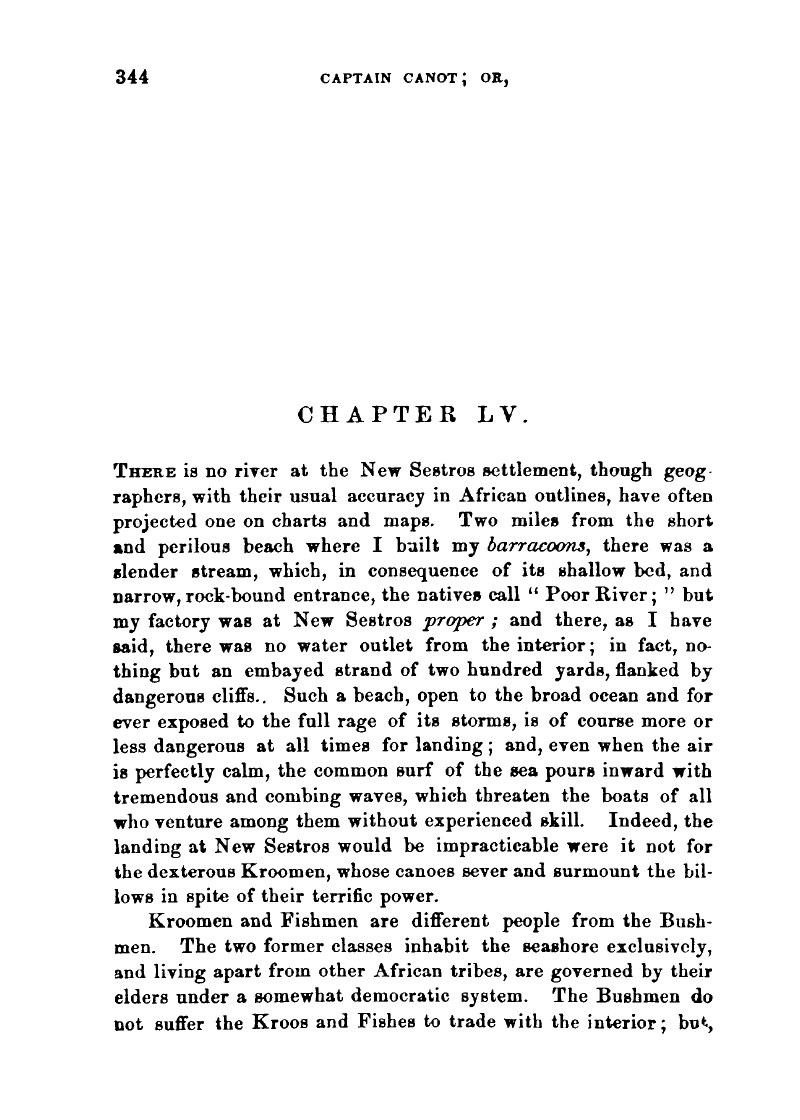 344 CAPTAIN CANOT; OR,
CHAPTER LV.
THERE is no river at the New Sestros settlement, though geog-
raphers, with their usual accuracy in African outlines, have often
projected one on charts and maps. Two miles from the short
and perilous beach where I built my barracoons, there was a
slender stream, which, in consequence of its shallow bed, and
narrow, rock-bound entrance, the natives call “ Poor River; ” but
my factory was at New Sestros proper; and there, as I have
said, there was no water outlet from the interior; in fact, no-
thing but an embayed strand of two hundred yards, flanked by
dangerous cliffs.. Such a beach, open to the broad ocean and for
ever exposed to the full rage of its storms, is of course more or
less dangerous at all times for landing; and, even when the air
is perfectly calm, the common surf of the sea pours inward with
tremendous and combing waves, which threaten the boats of all
who venture among them without experienced skill. Indeed, the
landing at New Sestros would be impracticable were it not for
the dexterous Kroomen, whose canoes sever and surmount the bil-
lows in spite of their terrific power.
Kroomen and Fishmen are different people from the Bush-
men. The two former classes inhabit the seashore exclusively,
and living apart from other African tribes, are governed by their
elders under a somewhat democratic system. The Bushmen do
not suffer the Kroos and Fishes to trade with the interior; but,